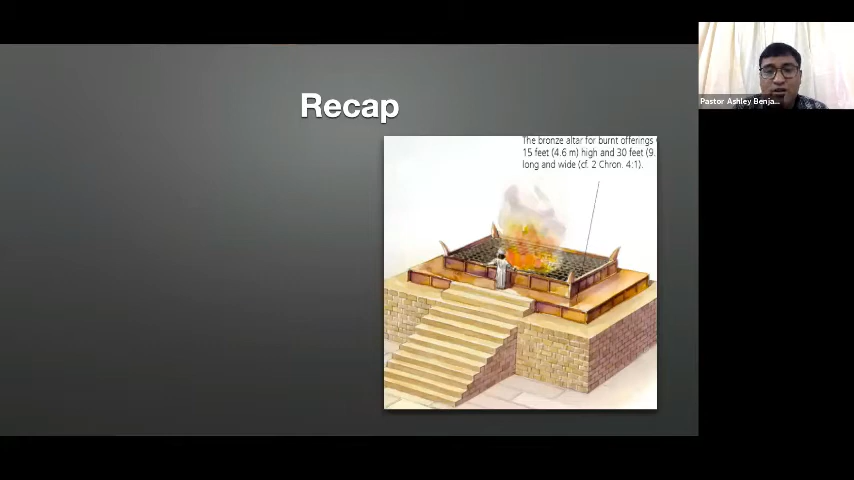 Recap
The bronze altar for burnt offerings
15 feet (4.6 m) high and 30 feet (9.
long and wide (cf. 2 Chron. 4:1).
Pastor Ashley Benja...